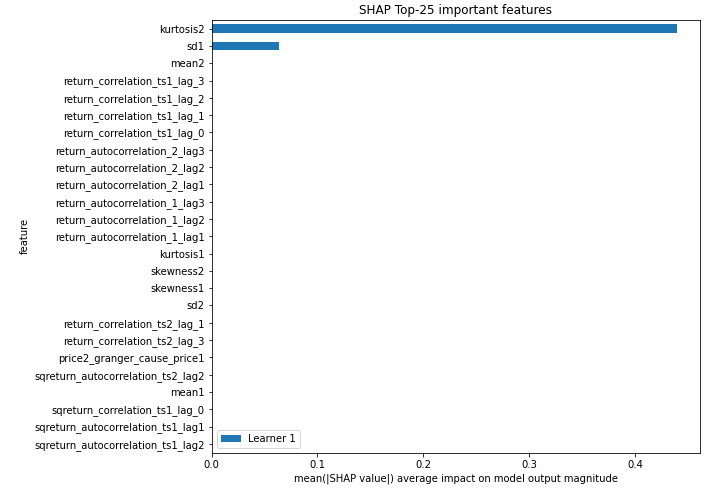 SHAP Top-25 important features
kurtosis2
sd1
mean2
return_correlation_ts1_lag_3
return_correlation_ts1_lag_2
return_correlation_ts1_lag_1
return_correlation_ts1_lag_0
return_autocorrelation_2_lag3
return_autocorrelation_2_lag2
return_autocorrelation_2_lag1
return_autocorrelation_1_lag3
return_autocorrelation_1_lag2
return_autocorrelation_1_lag1
kurtosis1
skewness2
skewness1
sd2
return_correlation_ts2_lag_1
return_correlation_ts2_lag_3
price2_granger_cause_price1
sqreturn_autocorrelation_ts2_lag2
mean1
sqreturn_correlation_ts1_lag_0
sqreturn_autocorrelation_ts1_lag1
sqreturn_autocorrelation_ts1_lag2
feature
Learner 1
0.0 0.1 0.2 0.3 0.4
mean(|SHAP value|) average impact on model output magnitude